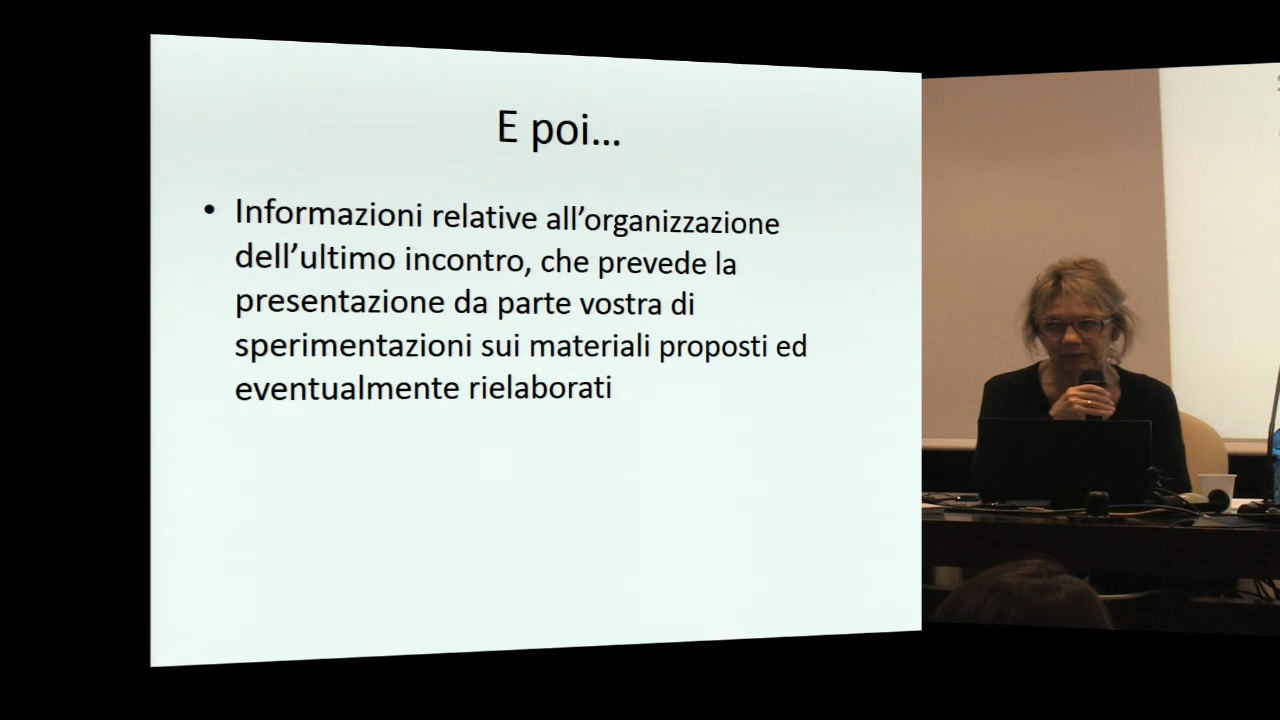 E poi...
• Informazioni relative all’organizzazione
dell’ultimo incontro, che prevede la
presentazione da parte vostra di
sperimentazioni sui materiali proposti ed
eventualmente rielaborati